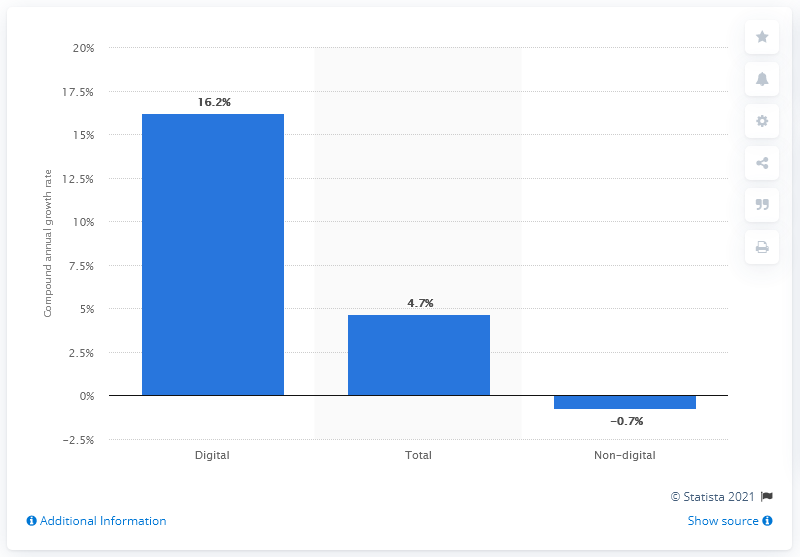 20%
17.5%
15%
12.5%
10%
7.5%
5%
2.5%
0%
−2.5%
Compound annual growth rate
16.2%
4.7%
−0.7%
Digital
Total
Non-digital
© Statista 2021
Additional Information
Show source